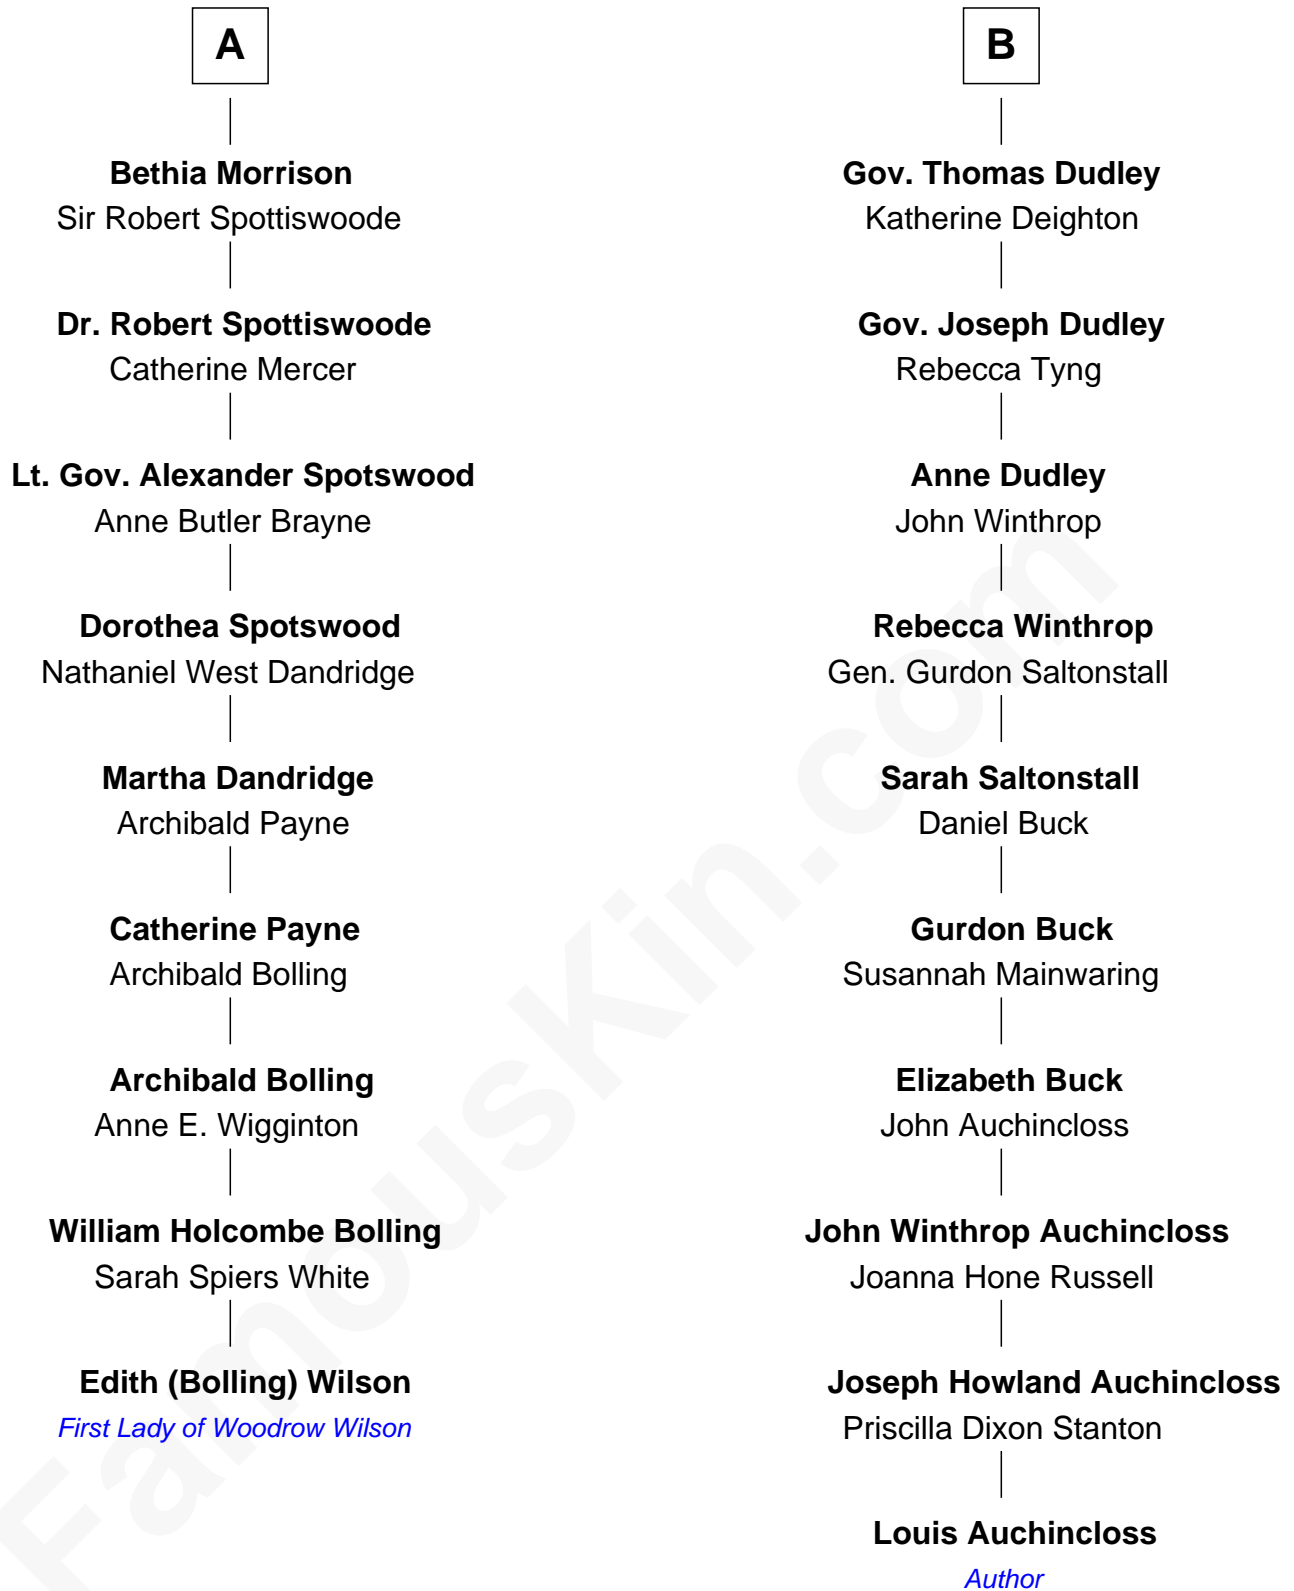 A
Bethia Morrison
Sir Robert Spottiswoode
Dr. Robert Spottiswoode
Catherine Mercer
Lt. Gov. Alexander Spotswood
Anne Butler Brayne
Dorothea Spotswood
Nathaniel West Dandridge
Martha Dandridge
Archibald Payne
Catherine Payne
Archibald Bolling
Archibald Bolling
Anne E. Wigginton
William Holcombe Bolling
Sarah Spiers White
Edith (Bolling) Wilson
First Lady of Woodrow Wilson
B
Gov. Thomas Dudley
Katherine Deighton
Gov. Joseph Dudley
Rebecca Tyng
Anne Dudley
John Winthrop
Rebecca Winthrop
Gen. Gurdon Saltonstall
Sarah Saltonstall
Daniel Buck
Gurdon Buck
Susannah Mainwaring
Elizabeth Buck
John Auchincloss
John Winthrop Auchincloss
Joanna Hone Russell
Joseph Howland Auchincloss
Priscilla Dixon Stanton
Louis Auchincloss
Author
FamousKin.com